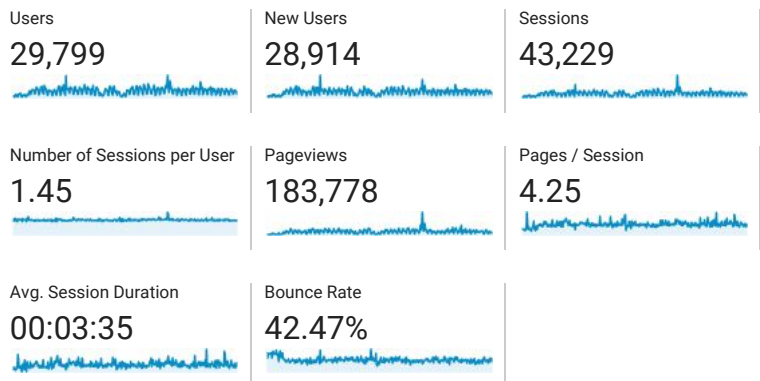 Users
29,799
New Users
28,914
Sessions
43,229
Number of Sessions per User
1.45
Pageviews
183,778
Pages / Session
4.25
Avg. Session Duration
00:03:35
Bounce Rate
42.47%